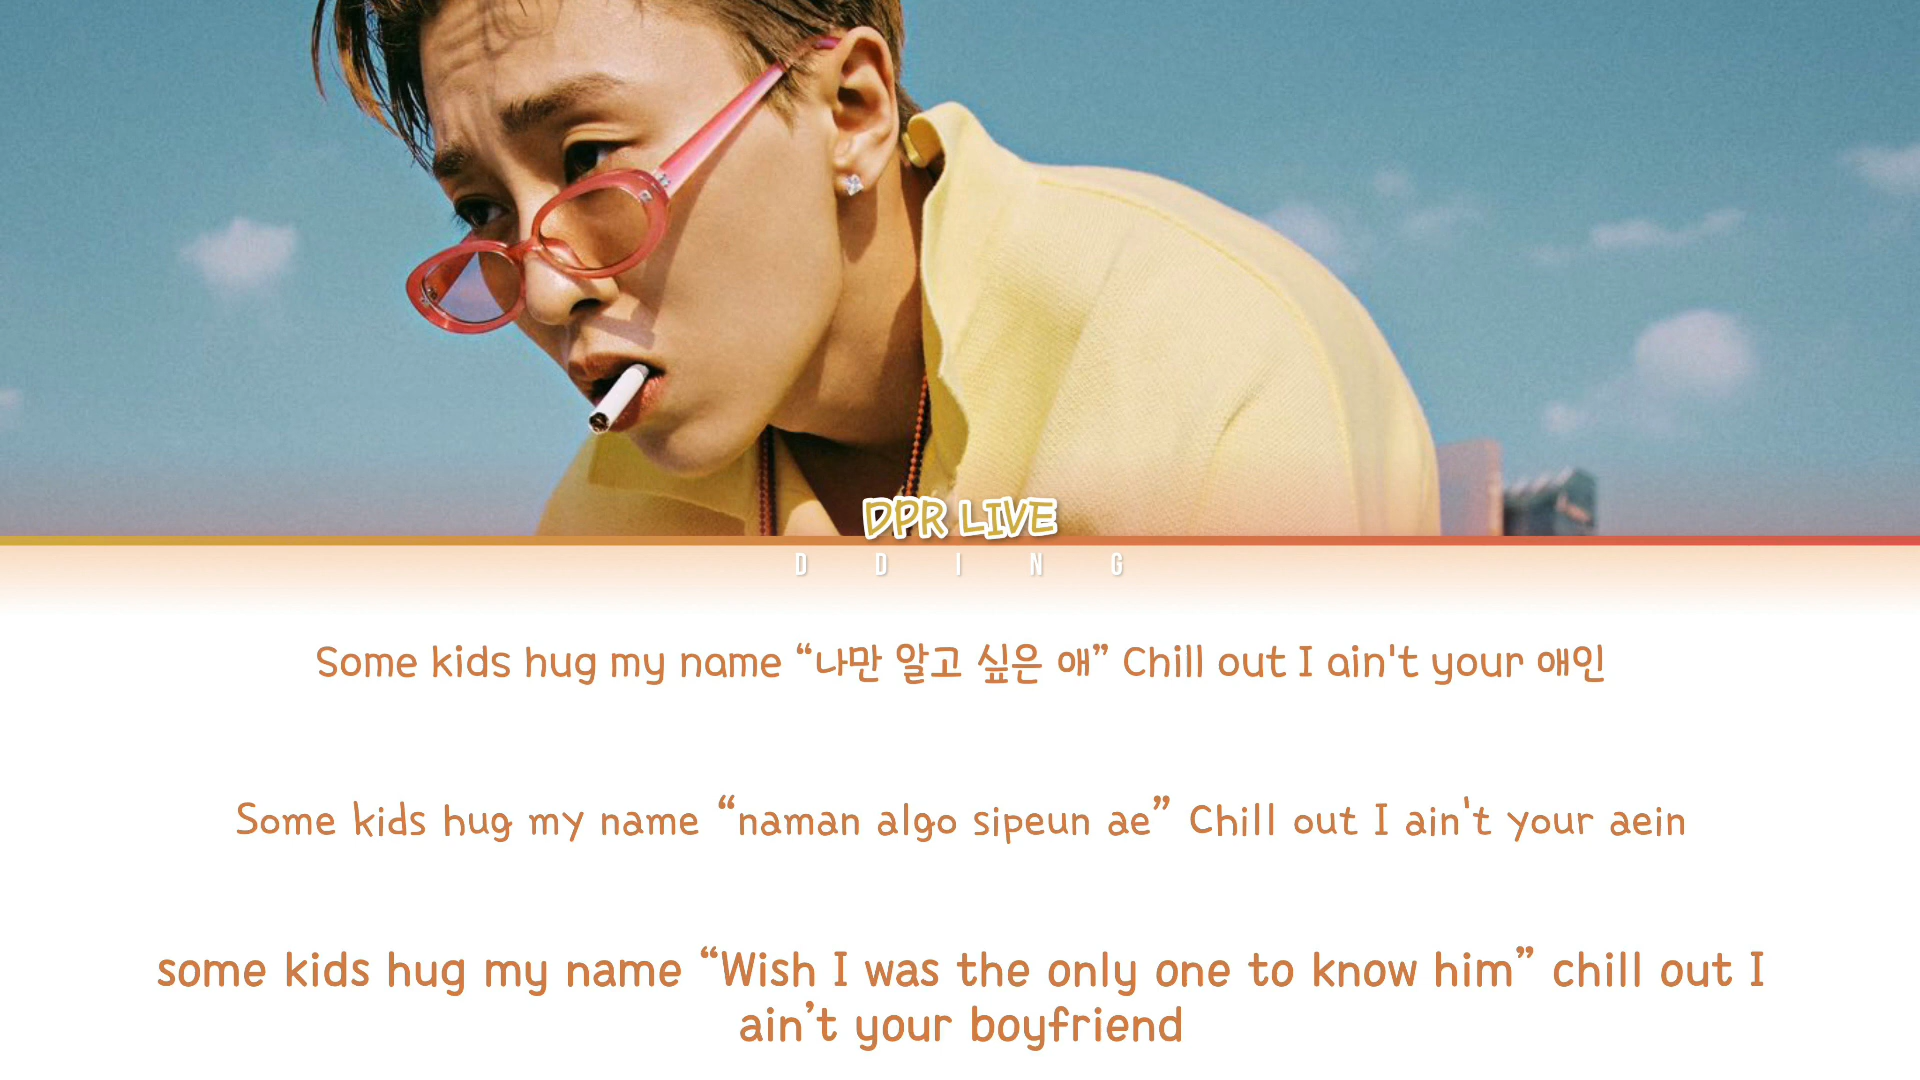 DPR LIVE
DDING
Some kids hug my name “나만 알고 싶은 애” Chill out I ain't your 애인
Some kids hug my name “naman algo sipeun ae” Chill out I ain't your aein
some kids hug my name “Wish I was the only one to know him” chill out I
ain’t your boyfriend